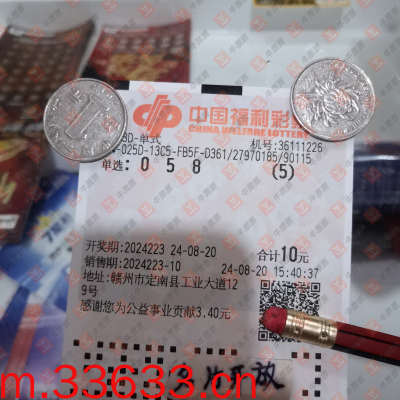 中国福利彩
CHINA WELFARE LOTTERY
3D-单式
机号:36111226
-025D-13C5-FB5F-D361/27970185/90115
单选: 0 5 8 (5)
开奖期:2024223 24-08-20 合计10元
销售期:2024223-10 24-08-20 15:40:37
地址:赣州市定南县工业大道12
9号
感谢您为公益事业贡献3.40元
m.33633.cn